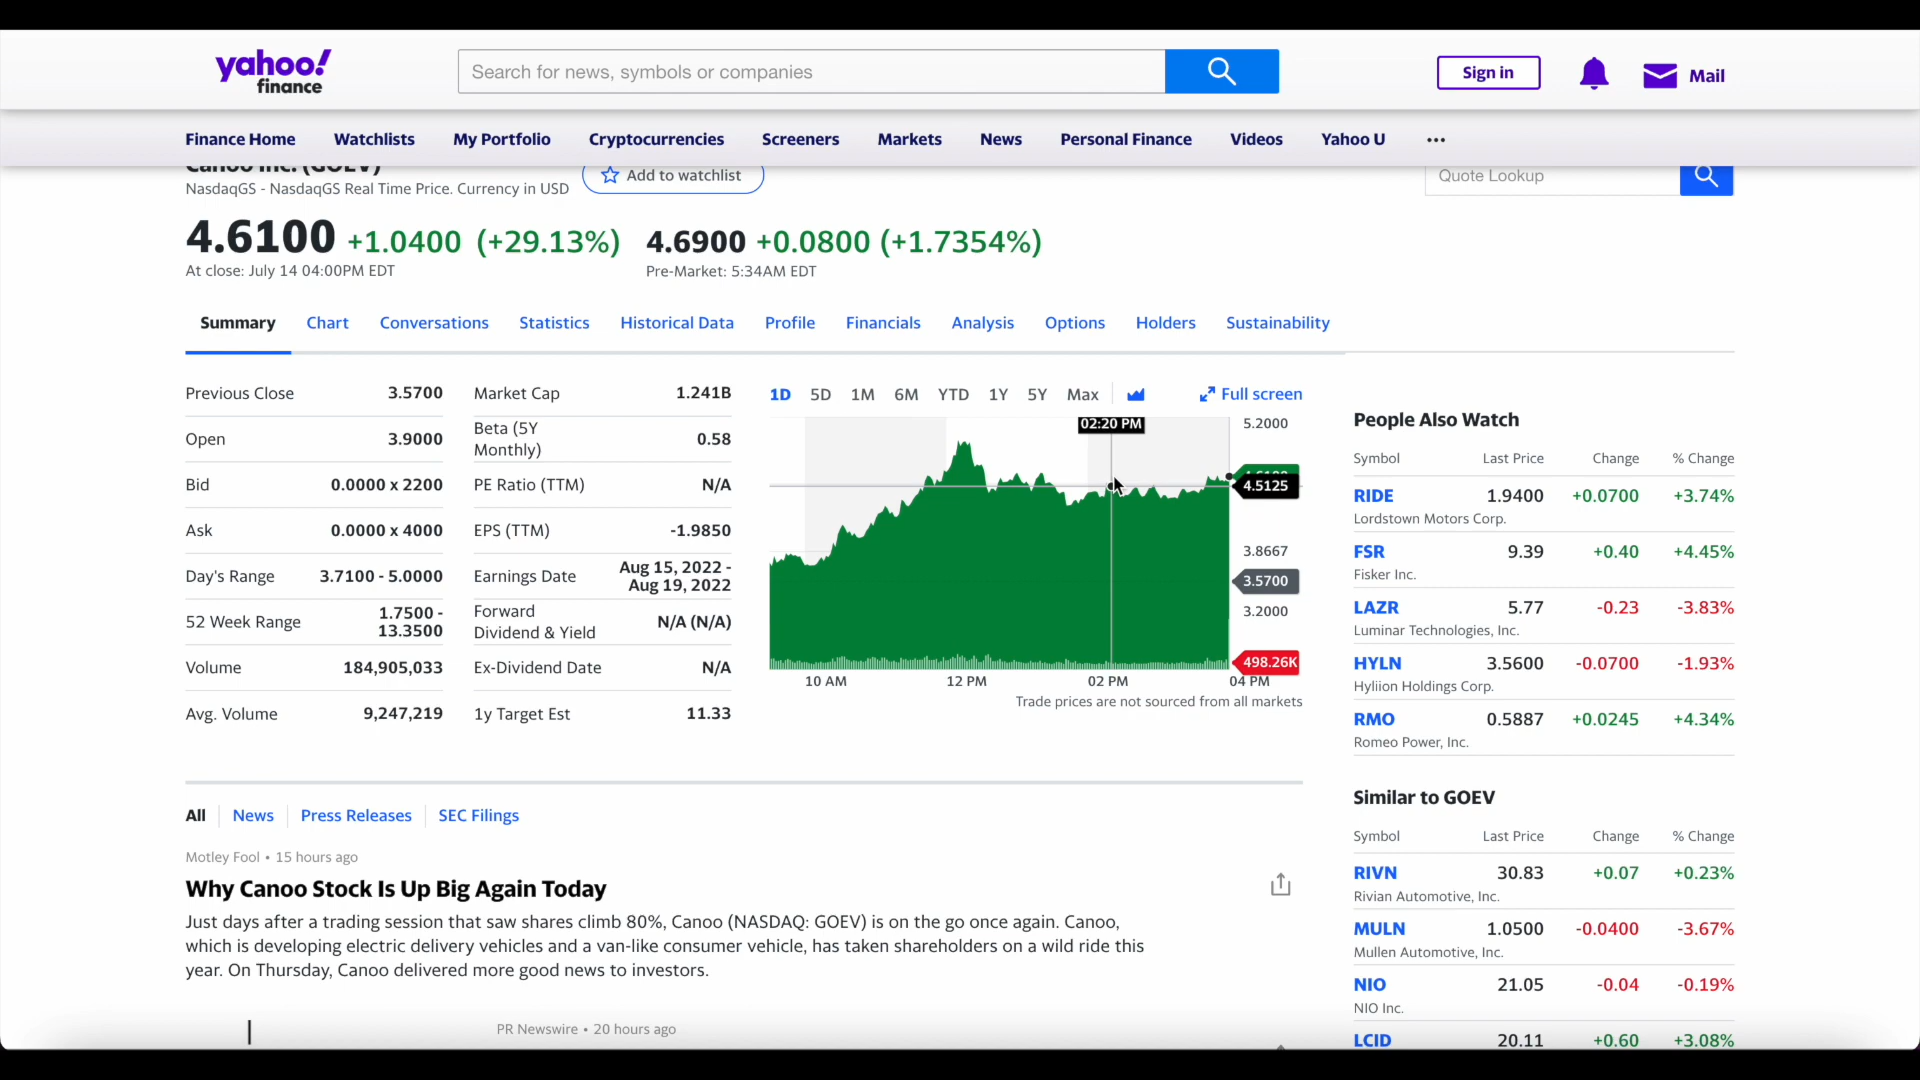 yahoo!
finance
Search for news, symbols or companies
Sign in
Mail
Finance Home
Watchlists
My Portfolio
Cryptocurrencies
Screeners
Markets
News
Personal Finance
Videos
Yahoo U
...
Canoo Inc. (GOEV)
Add to watchlist
Quote Lookup
NasdaqGS - NasdaqGS Real Time Price. Currency in USD
4.6100 +1.0400 (+29.13%) 4.6900 +0.0800 (+1.7354%)
At close: July 14 04:00PM EDT
Pre-Market: 5:34AM EDT
Summary
Chart
Conversations
Statistics
Historical Data
Profile
Financials
Analysis
Options
Holders
Sustainability
Previous Close 3.5700
Open 3.9000
Bid 0.0000 x 2200
Ask 0.0000 x 4000
Day's Range 3.7100 - 5.0000
52 Week Range 1.7500 -
13.3500
Volume 184,905,033
Avg. Volume 9,247,219
Market Cap 1.241B
Beta (5Y
Monthly) 0.58
PE Ratio (TTM) N/A
EPS (TTM) -1.9850
Earnings Date Aug 15, 2022 -
Aug 19, 2022
Forward
Dividend & Yield N/A (N/A)
Ex-Dividend Date N/A
1y Target Est 11.33
1D 5D 1M 6M YTD 1Y 5Y Max
Full screen
02:20 PM
5.2000
4.5125
3.8667
3.5700
3.2000
498.26K
10 AM 12 PM 02 PM 04 PM
Trade prices are not sourced from all markets
People Also Watch
Symbol Last Price Change % Change
RIDE 1.9400 +0.0700 +3.74%
Lordstown Motors Corp.
FSR 9.39 +0.40 +4.45%
Fisker Inc.
LAZR 5.77 -0.23 -3.83%
Luminar Technologies, Inc.
HYLN 3.5600 -0.0700 -1.93%
Hyliion Holdings Corp.
RMO 0.5887 +0.0245 +4.34%
Romeo Power, Inc.
Similar to GOEV
Symbol Last Price Change % Change
RIVN 30.83 +0.07 +0.23%
Rivian Automotive, Inc.
MULN 1.0500 -0.0400 -3.67%
Mullen Automotive, Inc.
NIO 21.05 -0.04 -0.19%
NIO Inc.
LCID 20.11 +0.60 +3.08%
All
News
Press Releases
SEC Filings
Motley Fool • 15 hours ago
Why Canoo Stock Is Up Big Again Today
Just days after a trading session that saw shares climb 80%, Canoo (NASDAQ: GOEV) is on the go once again. Canoo,
which is developing electric delivery vehicles and a van-like consumer vehicle, has taken shareholders on a wild ride this
year. On Thursday, Canoo delivered more good news to investors.
PR Newswire • 20 hours ago